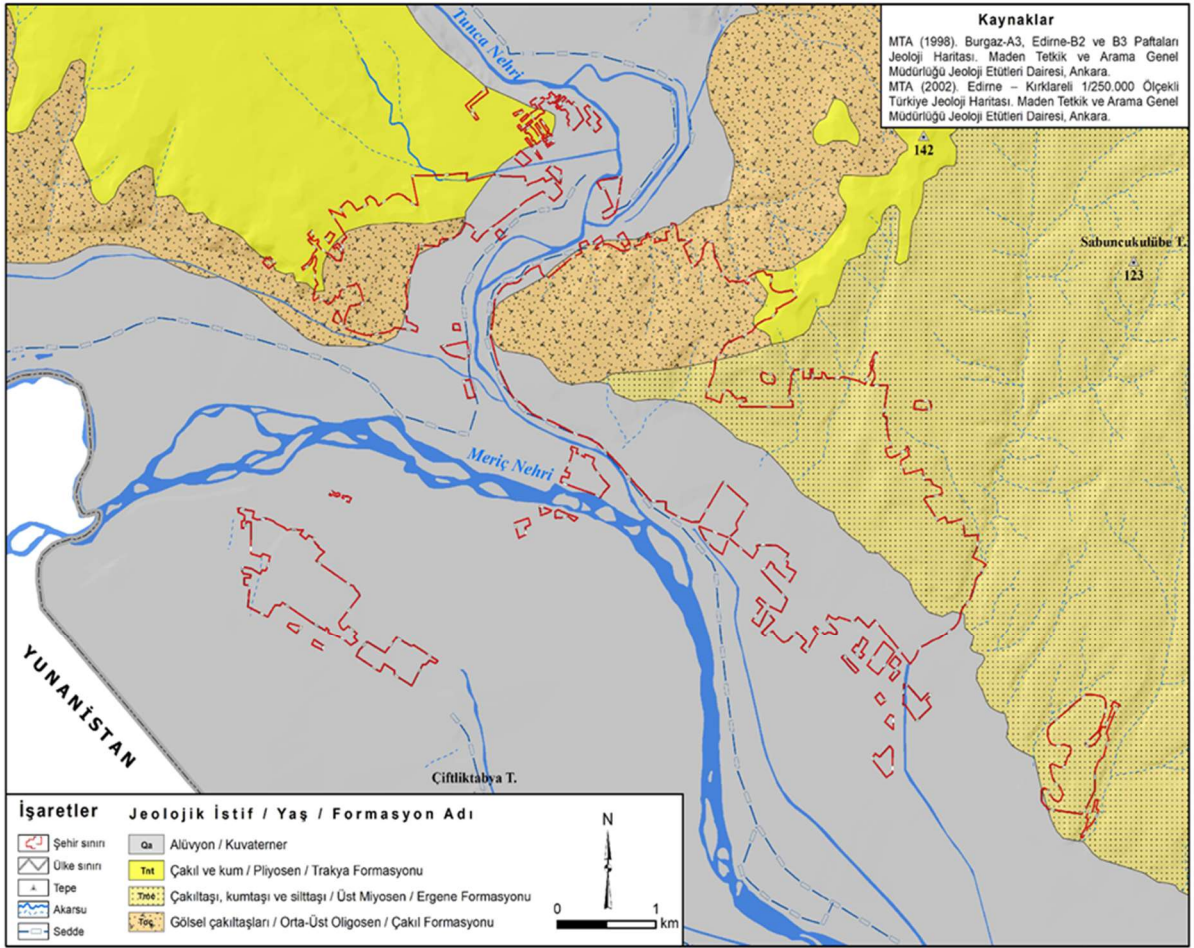 Kaynaklar
MTA (1998). Burgaz-A3, Edirne-B2 ve B3 Paftaları
Jeoloji Haritası. Maden Tetkik ve Arama Genel
Müdürlüğü Jeoloji Etütleri Dairesi, Ankara.
MTA (2002). Edirne – Kırklareli 1/250.000 Ölçekli
Türkiye Jeoloji Haritası. Maden Tetkik ve Arama Genel
Müdürlüğü Jeoloji Etütleri Dairesi, Ankara.
Tunca Nehri
142
Sabuncukulübe T.
123
Meriç Nehri
YUNANİSTAN
Çiftliktabya T.
İşaretler
Şehir sınırı
Ülke sınırı
Tepe
Akarsu
Sedde
Jeolojik İstif / Yaş / Formasyon Adı
Qa Alüvyon / Kuvaterner
Tnt Çakıl ve kum / Pliyosen / Trakya Formasyonu
Çakıltaşı, kumtaşı ve silttaşı / Üst Miyosen / Ergene Formasyonu
Gölsel çakıltaşları / Orta-Üst Oligosen / Çakıl Formasyonu
N
0 1
km